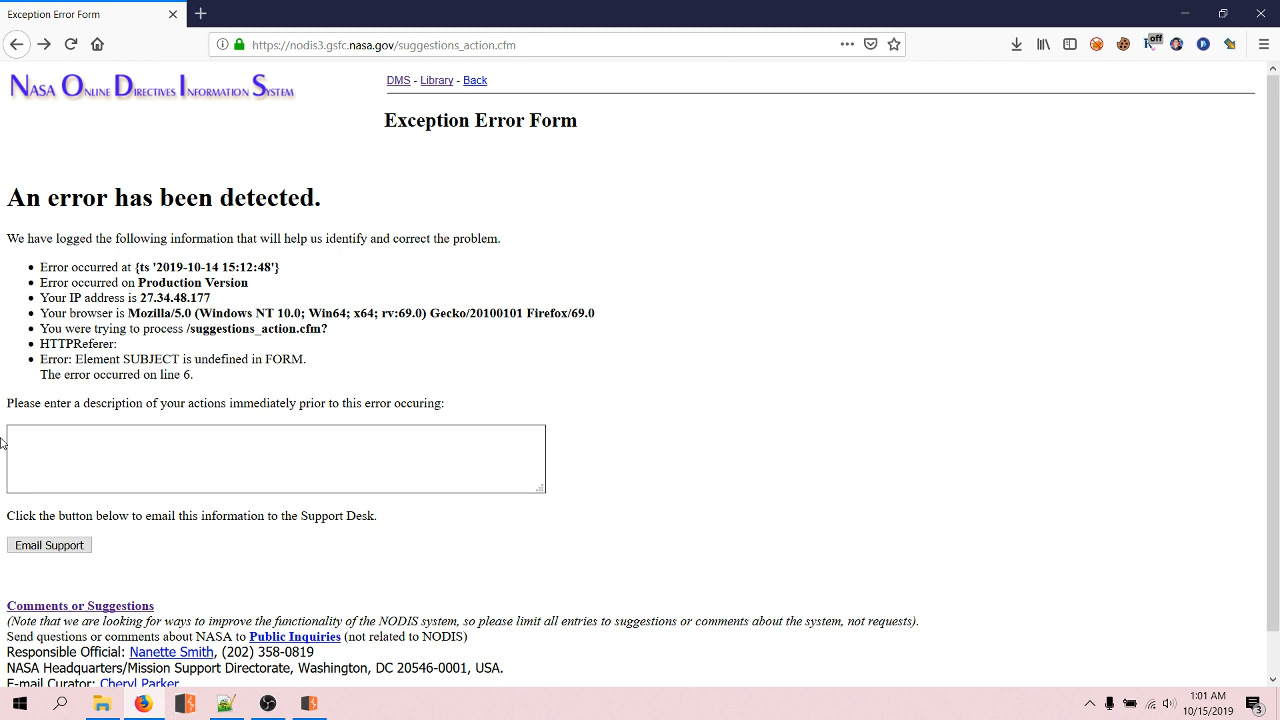 Exception Error Form
https://nodis3.gsfc.nasa.gov/suggestions_action.cfm
off
NASA ONLINE DIRECTIVES INFORMATION SYSTEM
DMS - Library - Back
Exception Error Form
An error has been detected.
We have logged the following information that will help us identify and correct the problem.
• Error occurred at {ts '2019-10-14 15:12:48'}
• Error occurred on Production Version
• Your IP address is 27.34.48.177
• Your browser is Mozilla/5.0 (Windows NT 10.0; Win64; x64; rv:69.0) Gecko/20100101 Firefox/69.0
• You were trying to process /suggestions_action.cfm?
• HTTPReferer:
• Error: Element SUBJECT is undefined in FORM.
The error occurred on line 6.
Please enter a description of your actions immediately prior to this error occuring:
Click the button below to email this information to the Support Desk.
Email Support
Comments or Suggestions
(Note that we are looking for ways to improve the functionality of the NODIS system, so please limit all entries to suggestions or comments about the system, not requests).
Send questions or comments about NASA to Public Inquiries (not related to NODIS)
Responsible Official: Nanette Smith, (202) 358-0819
NASA Headquarters/Mission Support Directorate, Washington, DC 20546-0001, USA.
E-mail Curator: Cheryl Parker
1:01 AM
10/15/2019
3